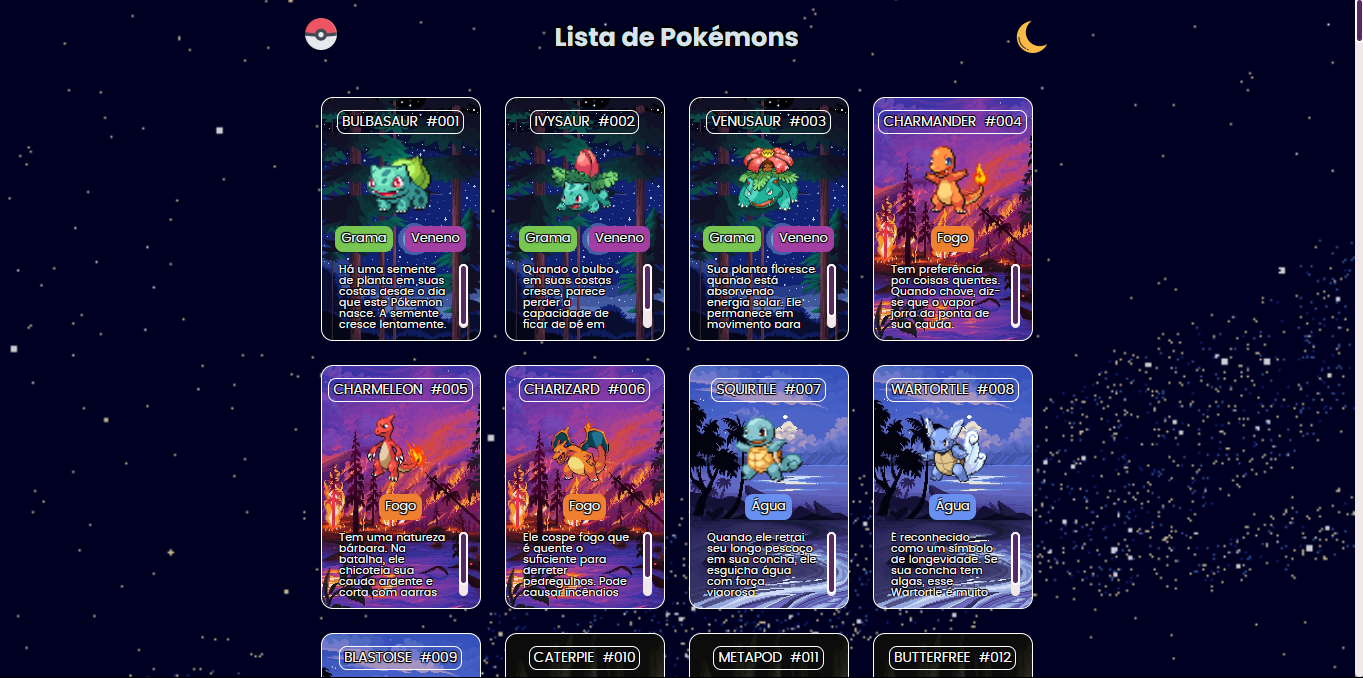 Lista de Pokémons
BULBASAUR #001
Grama Veneno
Há uma semente
de planta em suas
costas desde o dia
que este Pókemon
nasce. A semente
cresce lentamente.
IVYSAUR #002
Grama Veneno
Quando o bulbo
em suas costas
cresce, parece
perder a
capacidade de
ficar de pé em
VENUSAUR #003
Grama Veneno
Sua planta floresce
quando está
absorvendo
energia solar. Ele
permanece em
movimento para
CHARMANDER #004
Fogo
Tem preferência
por coisas quentes.
Quando chove, diz-
se que o vapor
jorra da ponta de
sua cauda.
CHARMELEON #005
Fogo
Tem uma natureza
bárbara. Na
batalha, ele
chicoteia sua
cauda ardente e
corta com garras
CHARIZARD #006
Fogo
Ele cospe fogo que
é quente o
suficiente para
derreter
pedregulhos. Pode
causar incêndios
SQUIRTLE #007
Água
Quando ele retrai
seu longo pescoço
em sua concha, ele
esguicha água
com força
vigorosa.
WARTORTLE #008
Água
É reconhecido
como um símbolo
de longevidade. Se
sua concha tem
algas, esse
Wartortle é muito
BLASTOISE #009
CATERPIE #010
METAPOD #011
BUTTERFREE #012